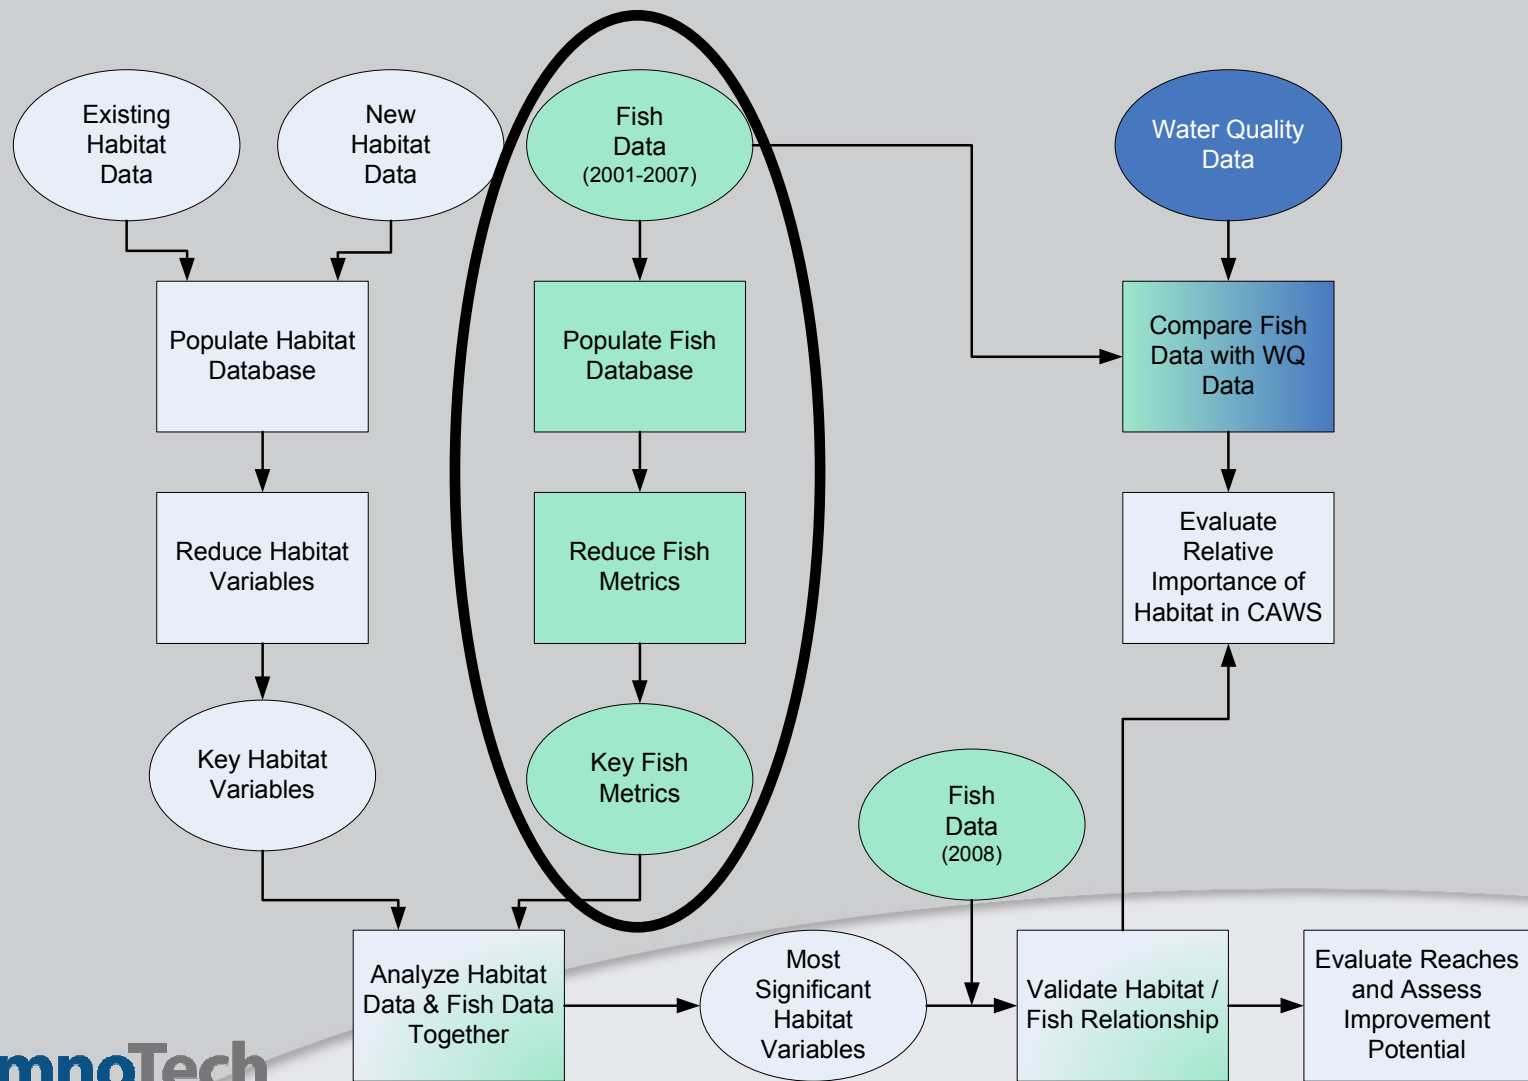 Existing
Habitat
Data
New
Habitat
Data
Fish
Data
(2001-2007)
Water Quality
Data
Populate Habitat
Database
Populate Fish
Database
Compare Fish
Data with WQ
Data
Reduce Habitat
Variables
Reduce Fish
Metrics
Evaluate
Relative
Importance of
Habitat in CAWS
Key Habitat
Variables
Key Fish
Metrics
Fish
Data
(2008)
Analyze Habitat
Data & Fish Data
Together
Most
Significant
Habitat
Variables
Validate Habitat /
Fish Relationship
Evaluate Reaches
and Assess
Improvement
Potential
mnoTech